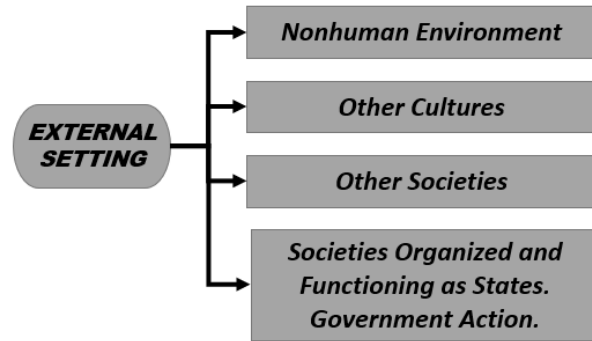 EXTERNAL
SETTING
Nonhuman Environment
Other Cultures
Other Societies
Societies Organized and
Functioning as States.
Government Action.